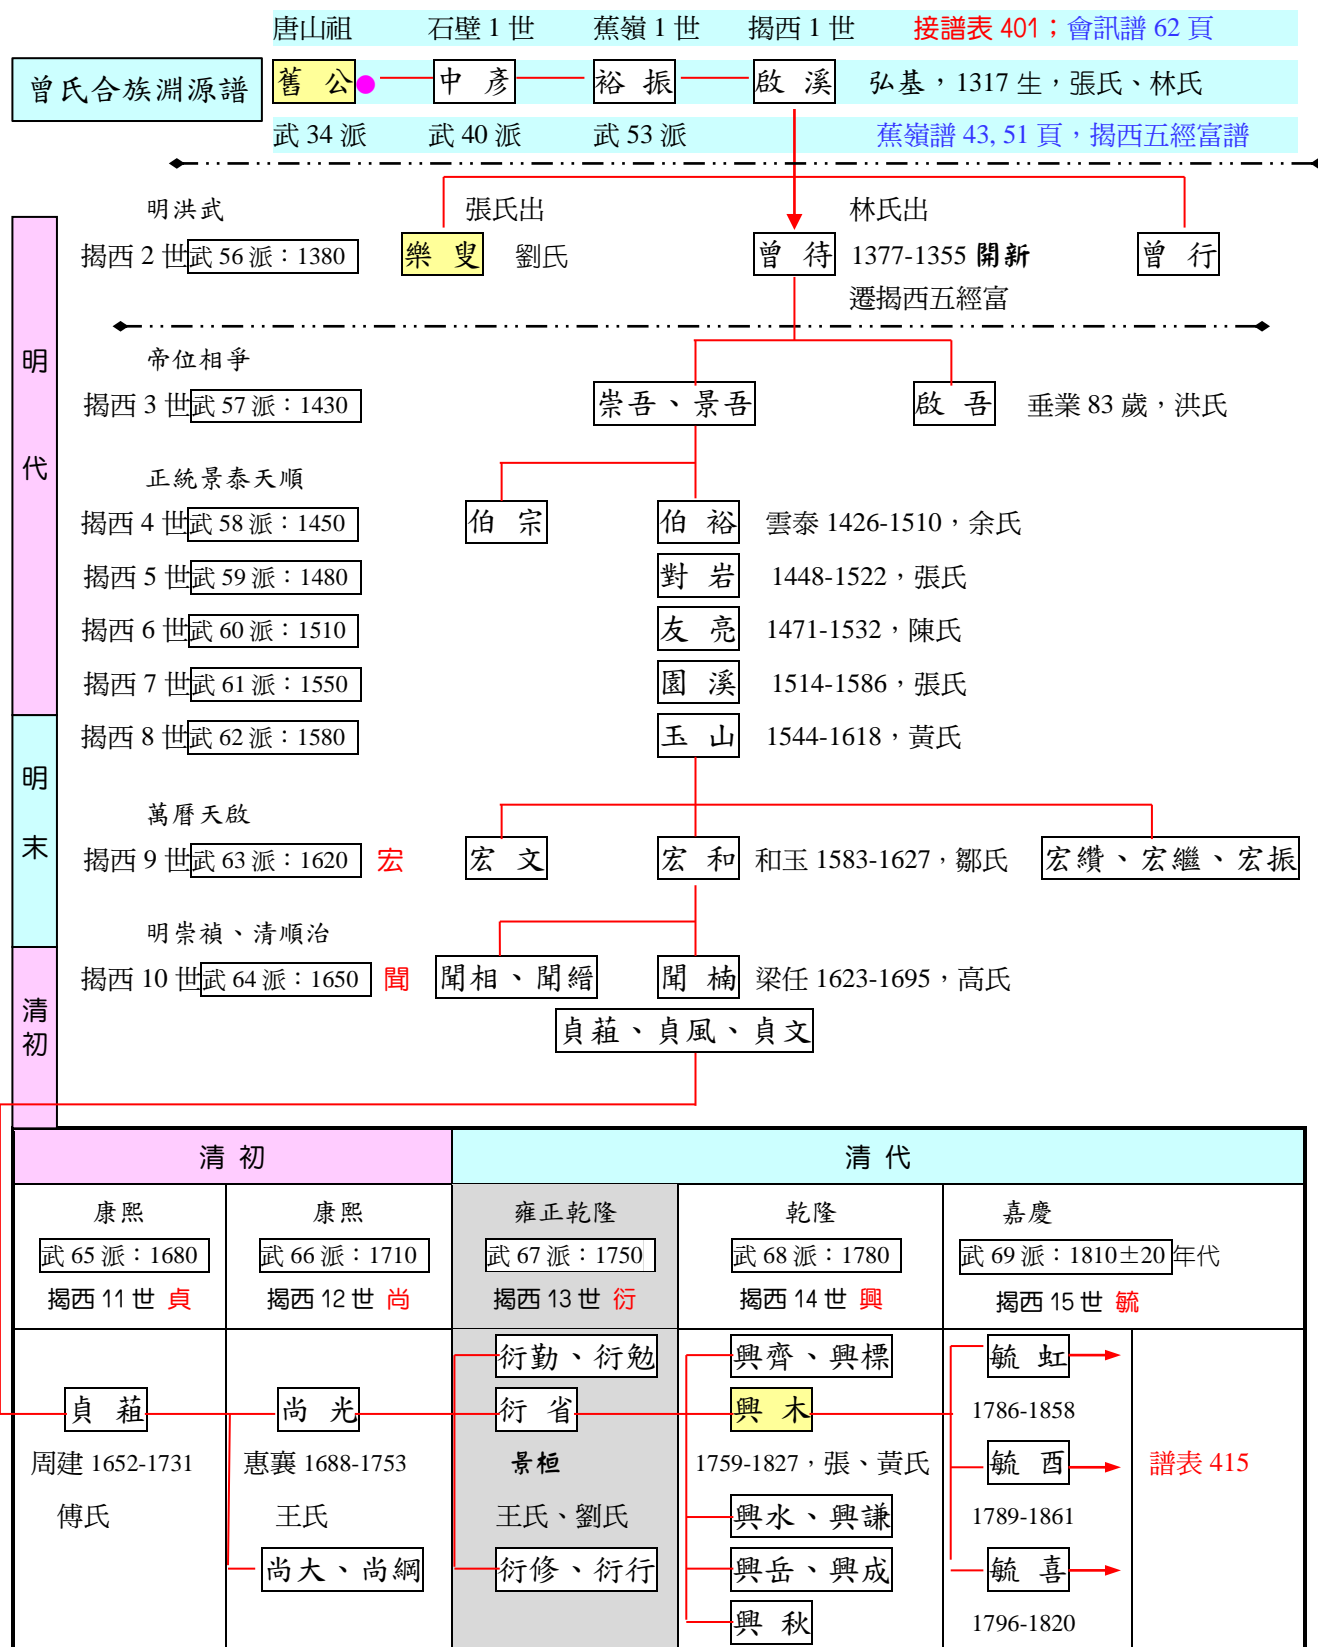 唐山祖 石壁 1 世 蕉嶺 1 世 揭西 1 世 接譜表 401；會訊譜 62 頁
曾氏合族淵源譜 舊 公 中 彥 裕 振 啟 溪 弘基，1317 生，張氏、林氏
武 34 派 武 40 派 武 53 派 蕉嶺譜 43, 51 頁，揭西五經富譜
明洪武 張氏出 林氏出
揭西 2 世 武 56 派：1380 樂 叟 劉氏 曾 待 1377-1355 開新 曾 行
遷揭西五經富
明代
帝位相爭
揭西 3 世 武 57 派：1430 崇吾、景吾 啟 吾 垂業 83 歲，洪氏
正統景泰天順
揭西 4 世 武 58 派：1450 伯 宗 伯 裕 雲泰 1426-1510，余氏
揭西 5 世 武 59 派：1480 對 岩 1448-1522，張氏
揭西 6 世 武 60 派：1510 友 亮 1471-1532，陳氏
揭西 7 世 武 61 派：1550 園 溪 1514-1586，張氏
揭西 8 世 武 62 派：1580 玉 山 1544-1618，黃氏
明末
萬曆天啟
揭西 9 世 武 63 派：1620 宏 宏 文 宏 和 和玉 1583-1627，鄒氏 宏纘、宏繼、宏振
明崇禎、清順治
揭西 10 世 武 64 派：1650 聞 聞相、聞縉 聞 楠 梁任 1623-1695，高氏
清初
貞菹、貞風、貞文
清 初 清 代
康熙 康熙 雍正乾隆 乾隆 嘉慶
武 65 派：1680 武 66 派：1710 武 67 派：1750 武 68 派：1780 武 69 派：1810±20 年代
揭西 11 世 貞 揭西 12 世 尚 揭西 13 世 衍 揭西 14 世 興 揭西 15 世 毓
衍勤、衍勉 興齊、興標 毓 虹
貞 菹 尚 光 衍 省 興 木 1786-1858
周建 1652-1731 惠襄 1688-1753 景桓 1759-1827，張、黃氏 毓 酉 譜表 415
傅氏 王氏 王氏、劉氏 興水、興謙 1789-1861
尚大、尚綱 衍修、衍行 興岳、興成 毓 喜
興 秋 1796-1820